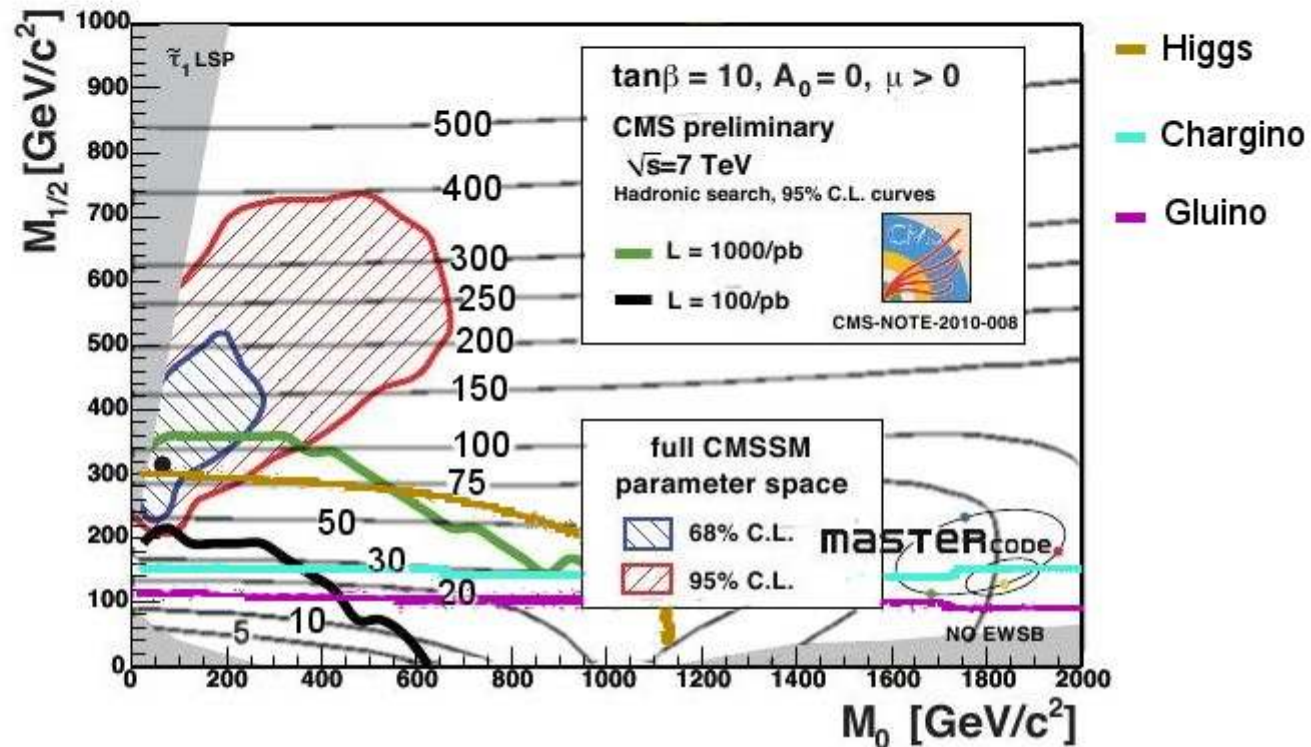 M1/2 [GeV/c²]
1000
900
800
700
600
500
400
300
200
100
0
τ̃1 LSP
500
400
300
250
200
150
100
75
50
30
20
10
5
tanβ = 10, A0 = 0, μ > 0
CMS preliminary
√s=7 TeV
Hadronic search, 95% C.L. curves
L = 1000/pb
L = 100/pb
CMS
CMS-NOTE-2010-008
full CMSSM
parameter space
68% C.L.
95% C.L.
MASTERCODE
NO EWSB
0 200 400 600 800 1000 1200 1400 1600 1800 2000
M0 [GeV/c²]
Higgs
Chargino
Gluino